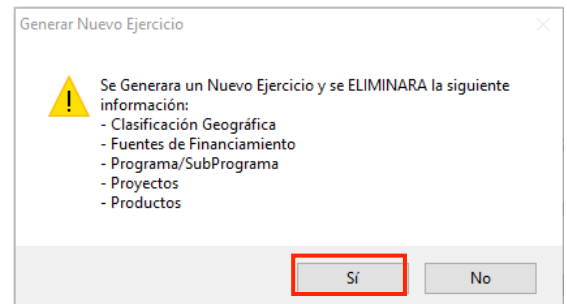 Generar Nuevo Ejercicio
Se Generara un Nuevo Ejercicio y se ELIMINARA la siguiente
información:
- Clasificación Geográfica
- Fuentes de Financiamiento
- Programa/SubPrograma
- Proyectos
- Productos
Sí No